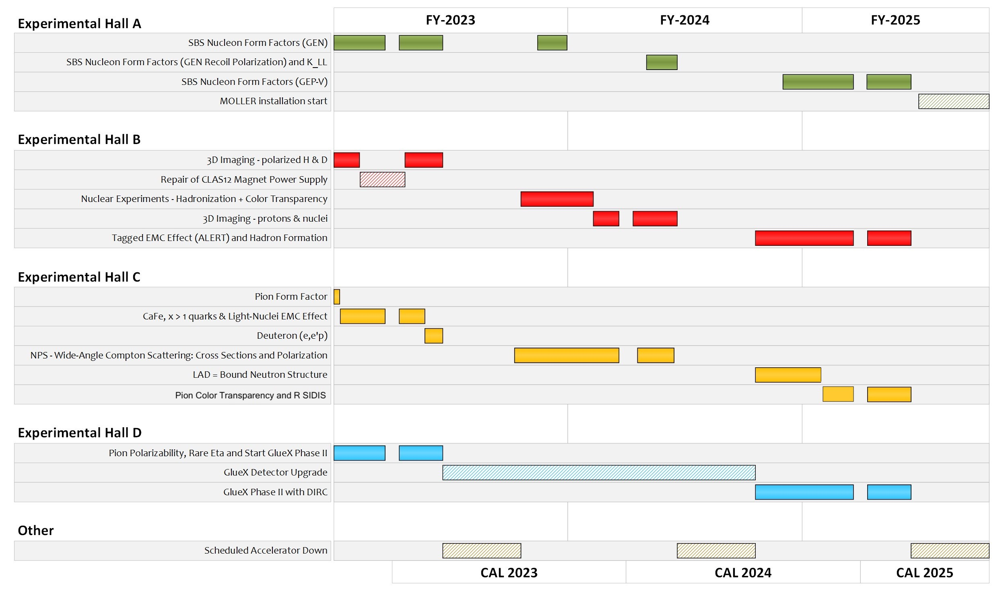 FY-2023
FY-2024
FY-2025
Experimental Hall A
SBS Nucleon Form Factors (GEN)
SBS Nucleon Form Factors (GEN Recoil Polarization) and K_LL
SBS Nucleon Form Factors (GEP-V)
MOLLER installation start
Experimental Hall B
3D Imaging - polarized H & D
Repair of CLAS12 Magnet Power Supply
Nuclear Experiments - Hadronization + Color Transparency
3D Imaging - protons & nuclei
Tagged EMC Effect (ALERT) and Hadron Formation
Experimental Hall C
Pion Form Factor
CaFe, x > 1 quarks & Light-Nuclei EMC Effect
Deuteron (e,e'p)
NPS - Wide-Angle Compton Scattering: Cross Sections and Polarization
LAD = Bound Neutron Structure
Pion Color Transparency and R SIDIS
Experimental Hall D
Pion Polarizability, Rare Eta and Start GlueX Phase II
GlueX Detector Upgrade
GlueX Phase II with DIRC
Other
Scheduled Accelerator Down
CAL 2023
CAL 2024
CAL 2025